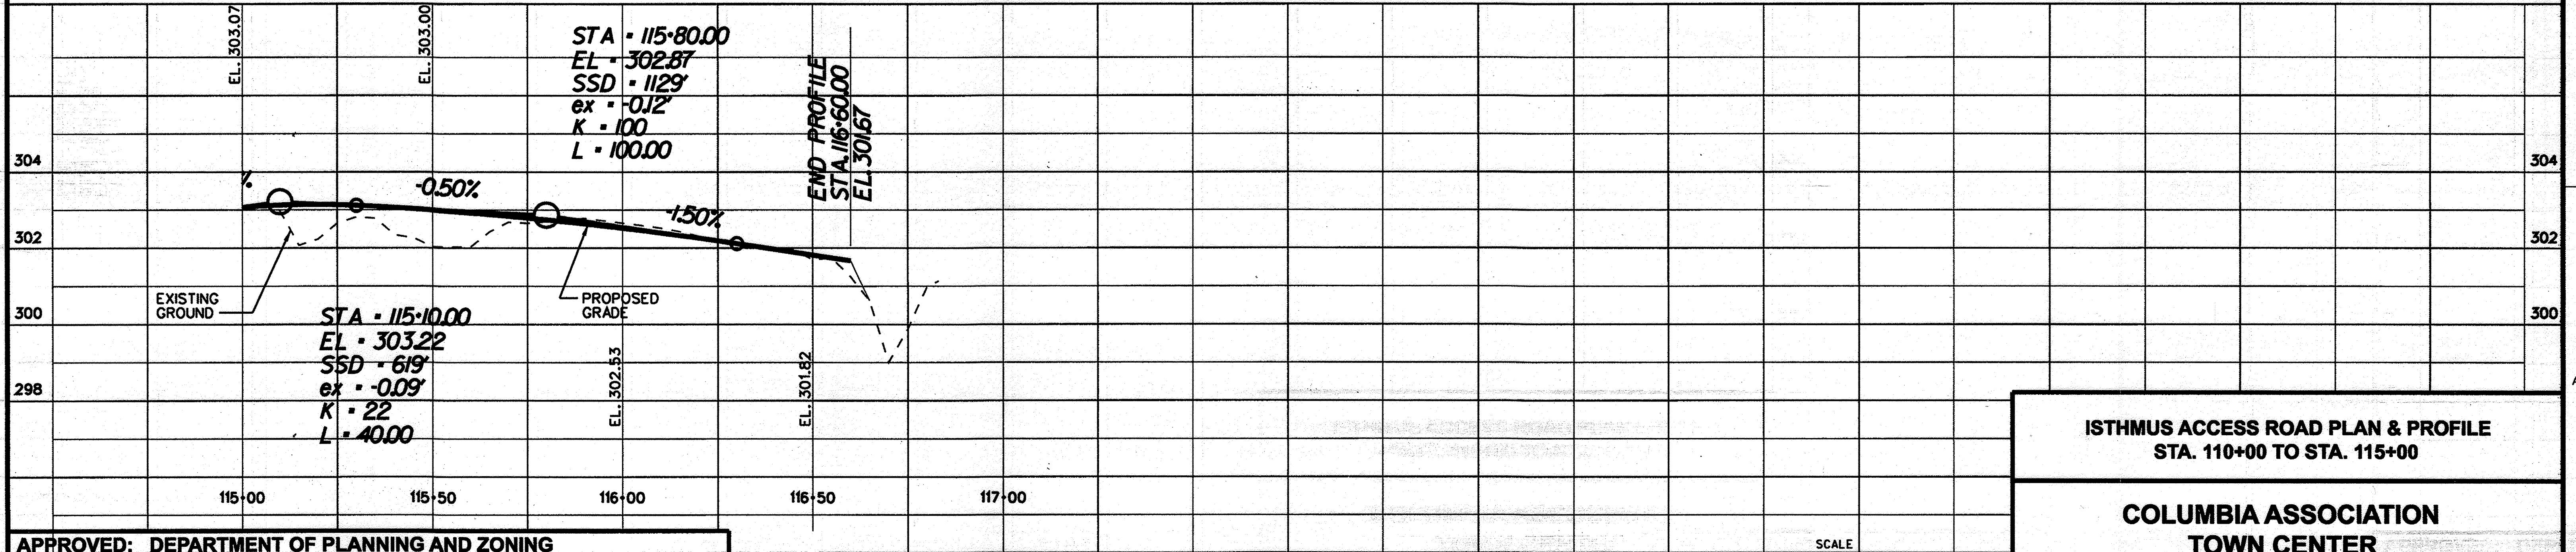 EL. 303.07
EL. 303.00
STA = 115+80.00
EL = 302.87
SSD = 1129'
ex = -0.12'
K = 100
L = 100.00
END PROFILE
STA. 116+60.00
EL. 301.67
304
304
%
-0.50%
-1.50%
302
302
EXISTING
GROUND
PROPOSED
GRADE
300
300
STA = 115+10.00
EL = 303.22
SSD = 619'
ex = -0.09'
K = 22
L = 40.00
EL. 302.53
EL. 301.82
298
115+00
115+50
116+00
116+50
117+00
ISTHMUS ACCESS ROAD PLAN & PROFILE
STA. 110+00 TO STA. 115+00
COLUMBIA ASSOCIATION
TOWN CENTER
APPROVED: DEPARTMENT OF PLANNING AND ZONING
SCALE